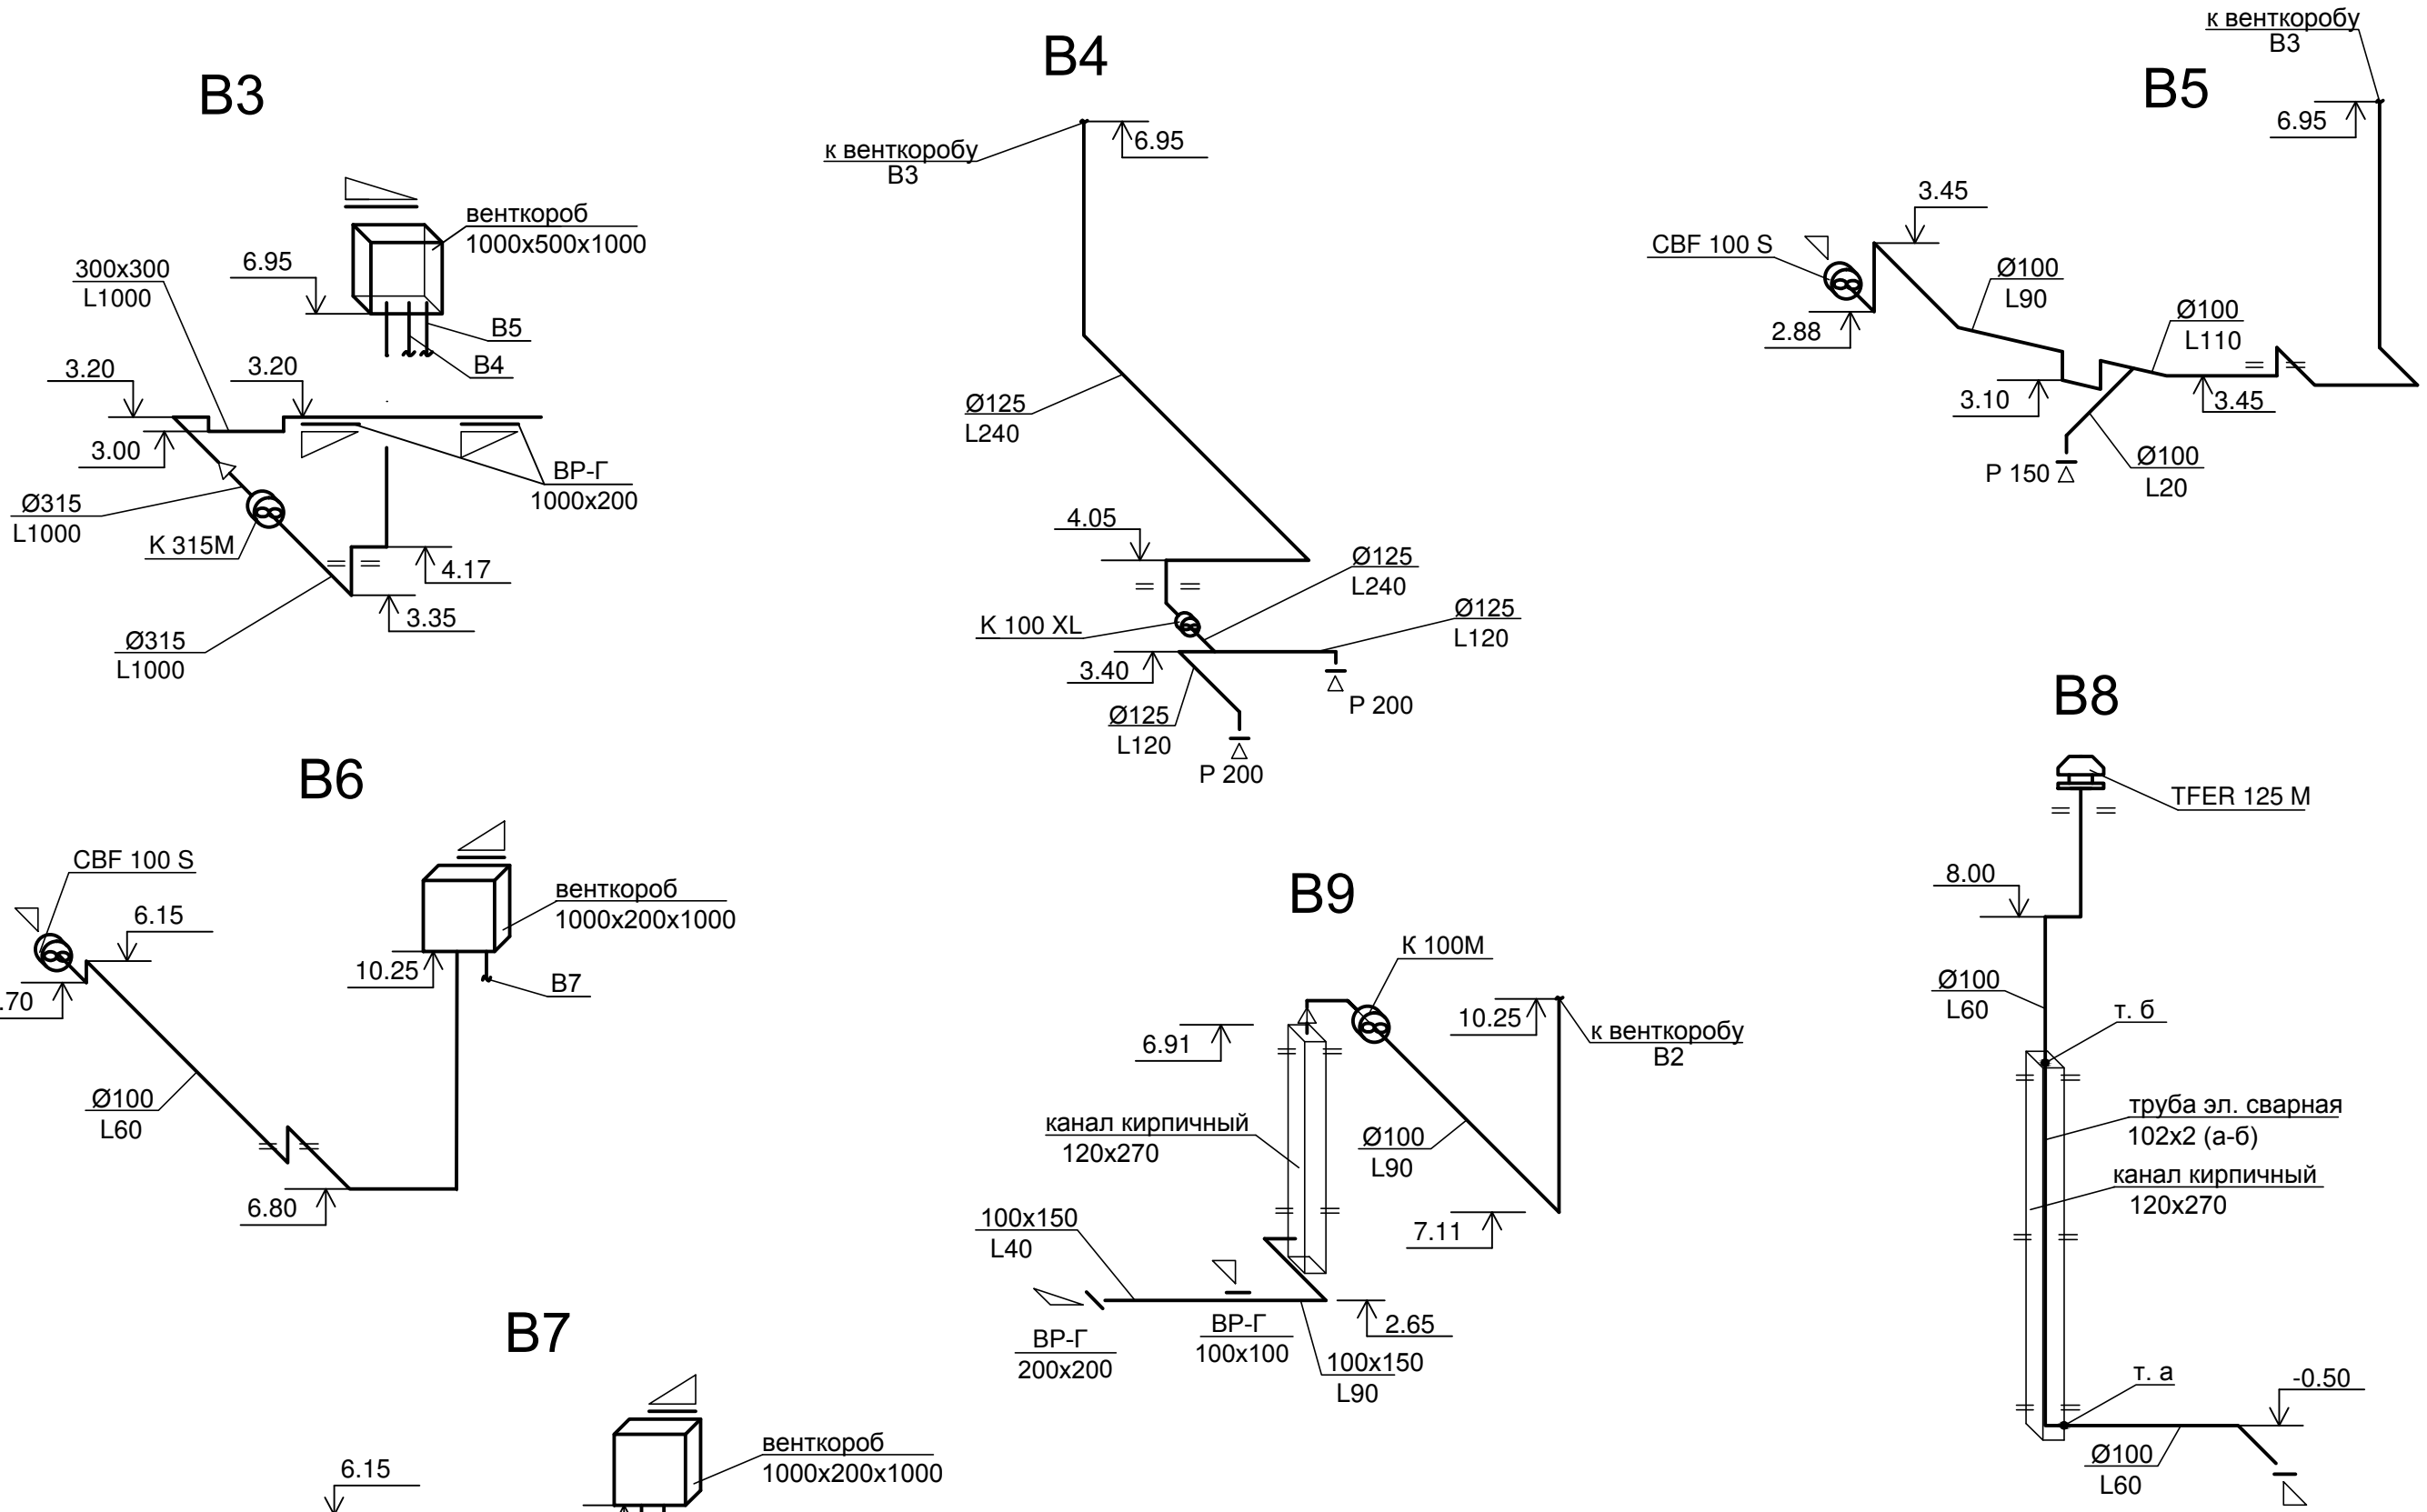 В3
венткороб
1000х500х1000
6.95
300х300
L1000
В5
В4
3.20
3.20
3.00
ВР-Г
1000х200
Ø315
L1000
K 315M
4.17
3.35
Ø315
L1000
В4
к венткоробу
В3
6.95
Ø125
L240
4.05
Ø125
L240
K 100 XL
Ø125
L120
3.40
Р 200
Ø125
L120
Р 200
к венткоробу
В3
В5
6.95
3.45
CBF 100 S
Ø100
L90
2.88
Ø100
L110
3.10
3.45
Р 150
Ø100
L20
В6
CBF 100 S
6.15
.70
венткороб
1000х200х1000
10.25
В7
Ø100
L60
6.80
В9
К 100М
6.91
10.25
к венткоробу
В2
канал кирпичный
120х270
Ø100
L90
7.11
100х150
L40
ВР-Г
200х200
ВР-Г
100х100
2.65
100х150
L90
В8
TFER 125 M
8.00
Ø100
L60
т. б
труба эл. сварная
102х2 (а-б)
канал кирпичный
120х270
т. а
-0.50
Ø100
L60
В7
6.15
венткороб
1000х200х1000